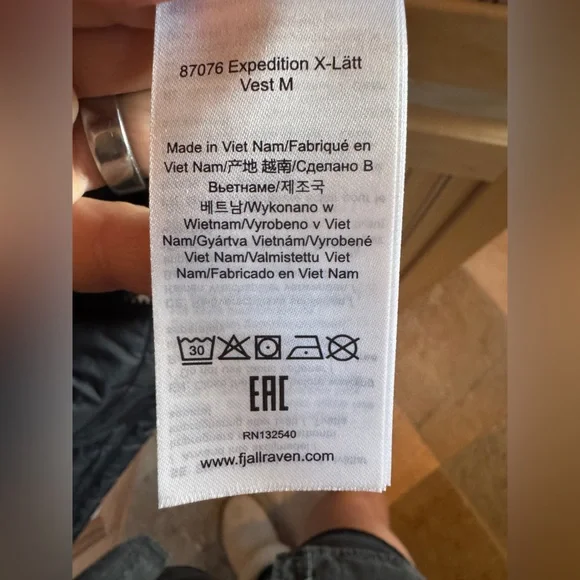 87076 Expedition X-Lätt
Vest M
Made in Viet Nam/Fabriqué en
Viet Nam/产地 越南/Сделано В
Вьетнаме/제조국
베트남/Wykonano w
Wietnam/Vyrobeno v Viet
Nam/Gyártva Vietnám/Vyrobené
Viet Nam/Valmistettu Viet
Nam/Fabricado en Viet Nam
30
EAC
RN132540
www.fjallraven.com